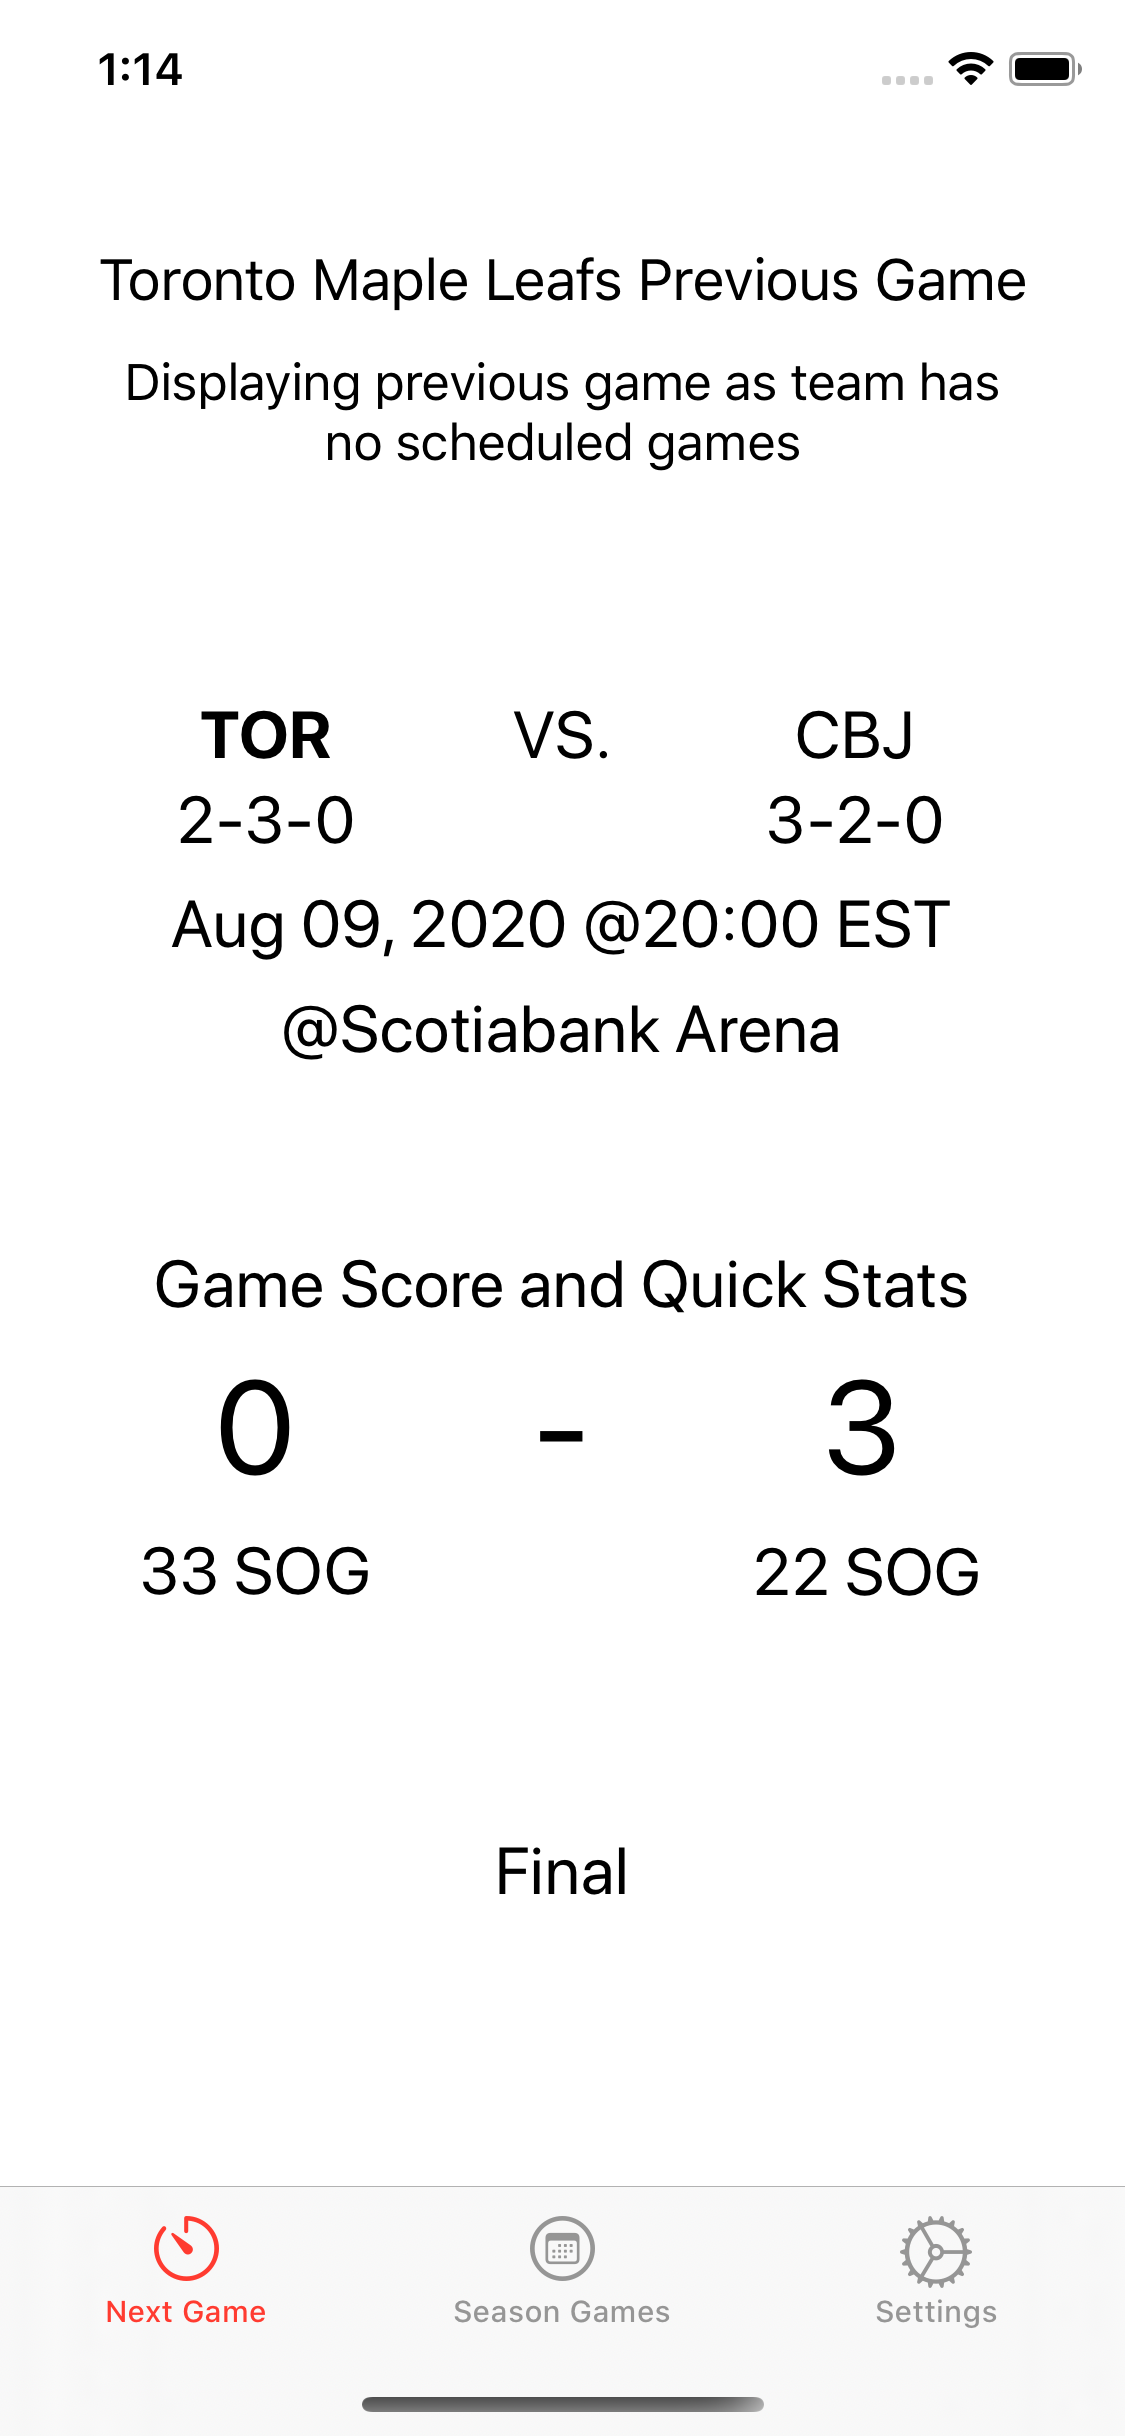 1:14
Toronto Maple Leafs Previous Game
Displaying previous game as team has
no scheduled games
TOR VS. CBJ
2-3-0 3-2-0
Aug 09, 2020 @20:00 EST
@Scotiabank Arena
Game Score and Quick Stats
0 - 3
33 SOG 22 SOG
Final
Next Game Season Games Settings